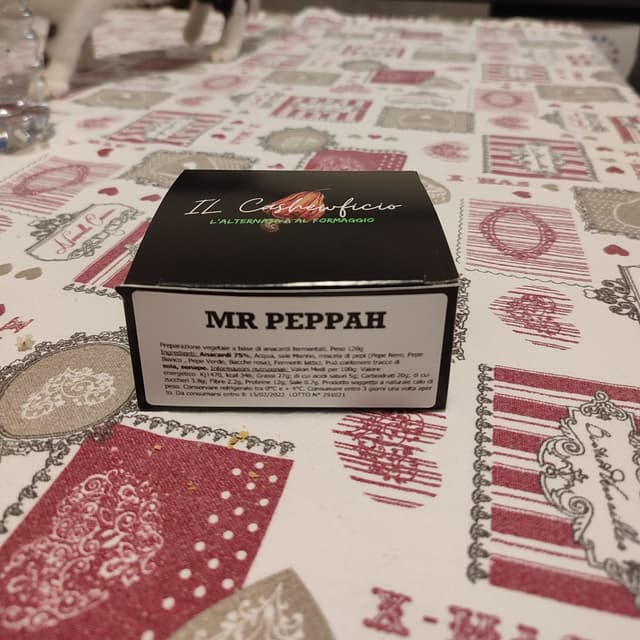 IL Cashewficio
L'ALTERNATIVA AL FORMAGGIO
MR PEPPAH
Preparazione vegetale a base di anacardi fermentati. Peso 120g
Ingredienti: Anacardi 75%, Acqua, sale Marino, miscela di pepi (Pepe Nero, Pepe
Bianco , Pepe Verde, Bacche rosa), Fermenti lattici. Può contenere tracce di
soia, senape. Informazioni nutrizionali: Valori Medi per 100g: Valore
energetico: Kj1470, kcal 346; Grassi 27g; di cui acidi saturi 5g; Carboidrati 20g, di cui
zuccheri 3.9g; Fibre 2.2g; Proteine 12g; Sale 0.7g. Prodotto soggetto a naturale calo di
peso. Conservare tra 0°C e + 4°C. Consumare entro 3 giorni una volta aper
to. Da consumarsi entro il: 15/02/2022 LOTTO N° 291021
X - MAS
X - MA